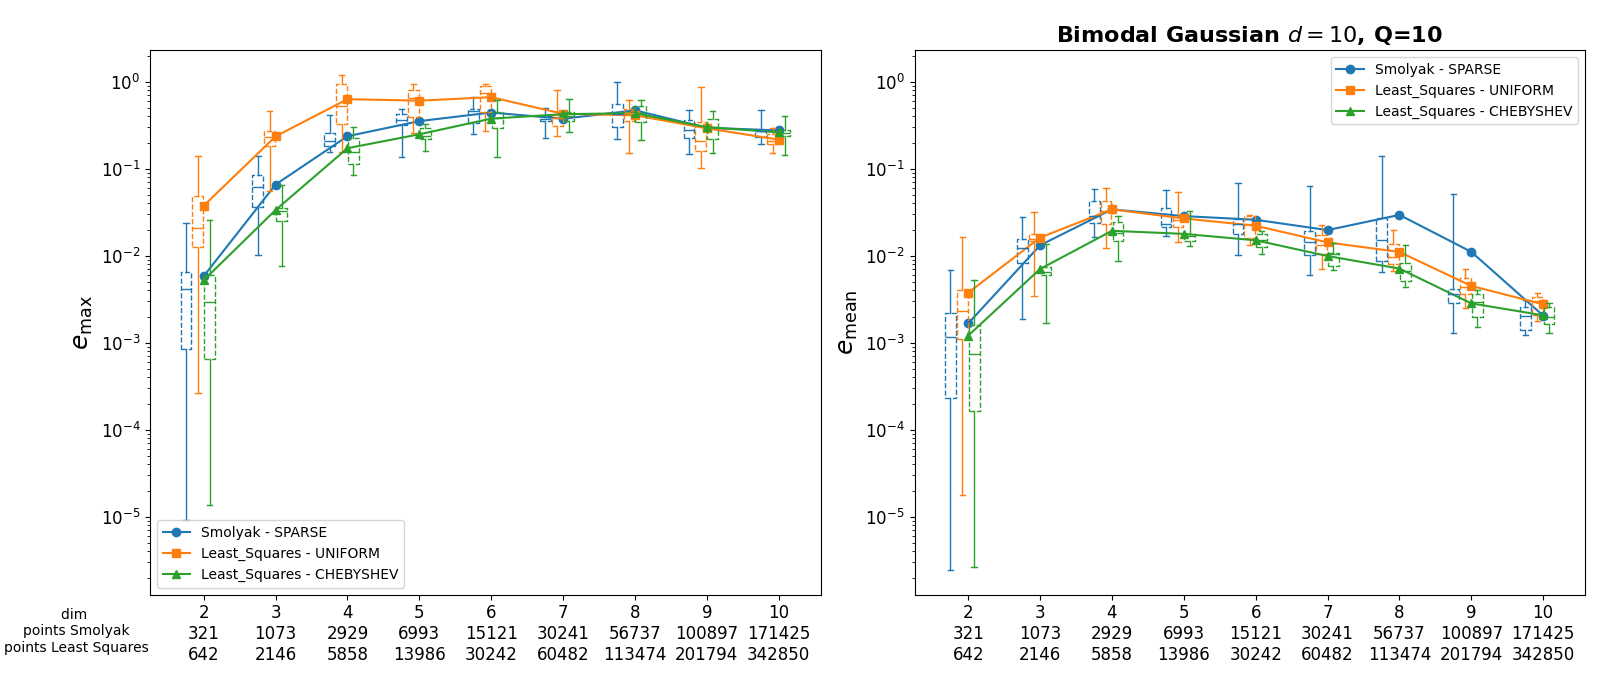 Bimodal Gaussian d = 10, Q=10
10^0
10^-1
10^-2
10^-3
10^-4
10^-5
e_max
Smolyak - SPARSE
Least_Squares - UNIFORM
Least_Squares - CHEBYSHEV
dim
points Smolyak
points Least Squares
2 3 4 5 6 7 8 9 10
321 1073 2929 6993 15121 30241 56737 100897 171425
642 2146 5858 13986 30242 60482 113474 201794 342850
10^0
10^-1
10^-2
10^-3
10^-4
10^-5
e_mean
Smolyak - SPARSE
Least_Squares - UNIFORM
Least_Squares - CHEBYSHEV
2 3 4 5 6 7 8 9 10
321 1073 2929 6993 15121 30241 56737 100897 171425
642 2146 5858 13986 30242 60482 113474 201794 342850